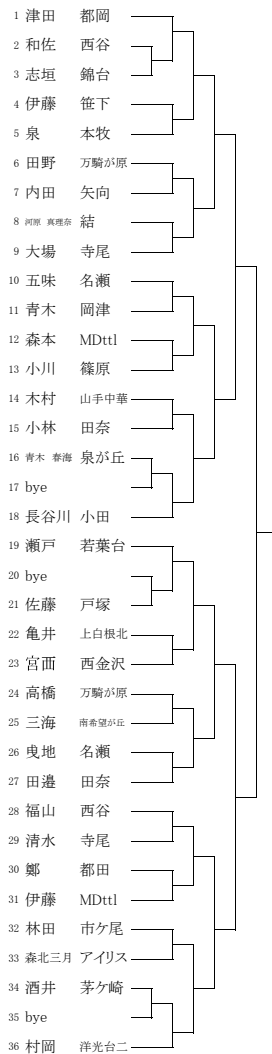 1 津田 都岡
2 和佐 西谷
3 志垣 錦台
4 伊藤 笹下
5 泉 本牧
6 田野 万騎が原
7 内田 矢向
8 河原 真理奈 結
9 大場 寺尾
10 五味 名瀬
11 青木 岡津
12 森本 MDttl
13 小川 篠原
14 木村 山手中華
15 小林 田奈
16 青木 春海 泉が丘
17 bye
18 長谷川 小田
19 瀬戸 若葉台
20 bye
21 佐藤 戸塚
22 亀井 上白根北
23 宮而 西金沢
24 高橋 万騎が原
25 三海 南希望が丘
26 曵地 名瀬
27 田邉 田奈
28 福山 西谷
29 清水 寺尾
30 鄭 都田
31 伊藤 MDttl
32 林田 市ケ尾
33 森北三月 アイリス
34 酒井 茅ケ崎
35 bye
36 村岡 洋光台二